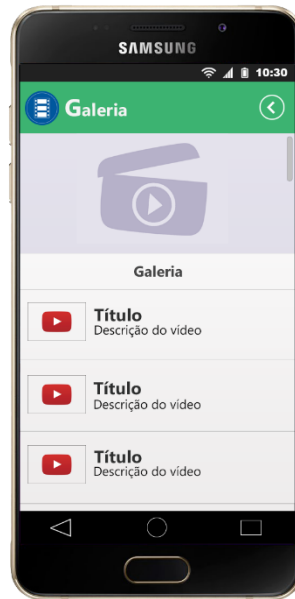 SAMSUNG
10:30
Galeria
Galeria
Título
Descrição do vídeo
Título
Descrição do vídeo
Título
Descrição do vídeo